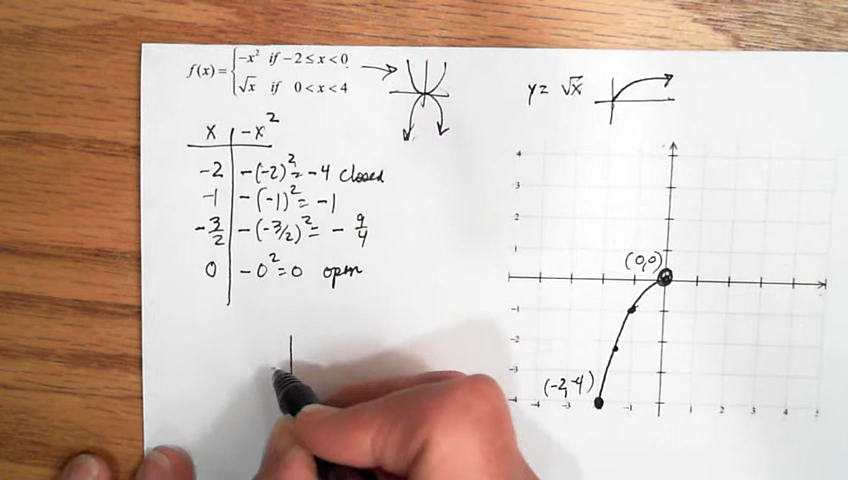 f(x) = { -x² if -2 ≤ x < 0
√x if 0 < x < 4
y = √x
x | -x²
-2 | -(-2)² = -4 closed
-1 | -(-1)² = -1
-3/2 | -(-3/2)² = -9/4
0 | -0² = 0 open
4
3
2
1
(0,0)
-1
-2
-3
(-2,-4)
-4
-4 -3 -1 1 2 3 4 5